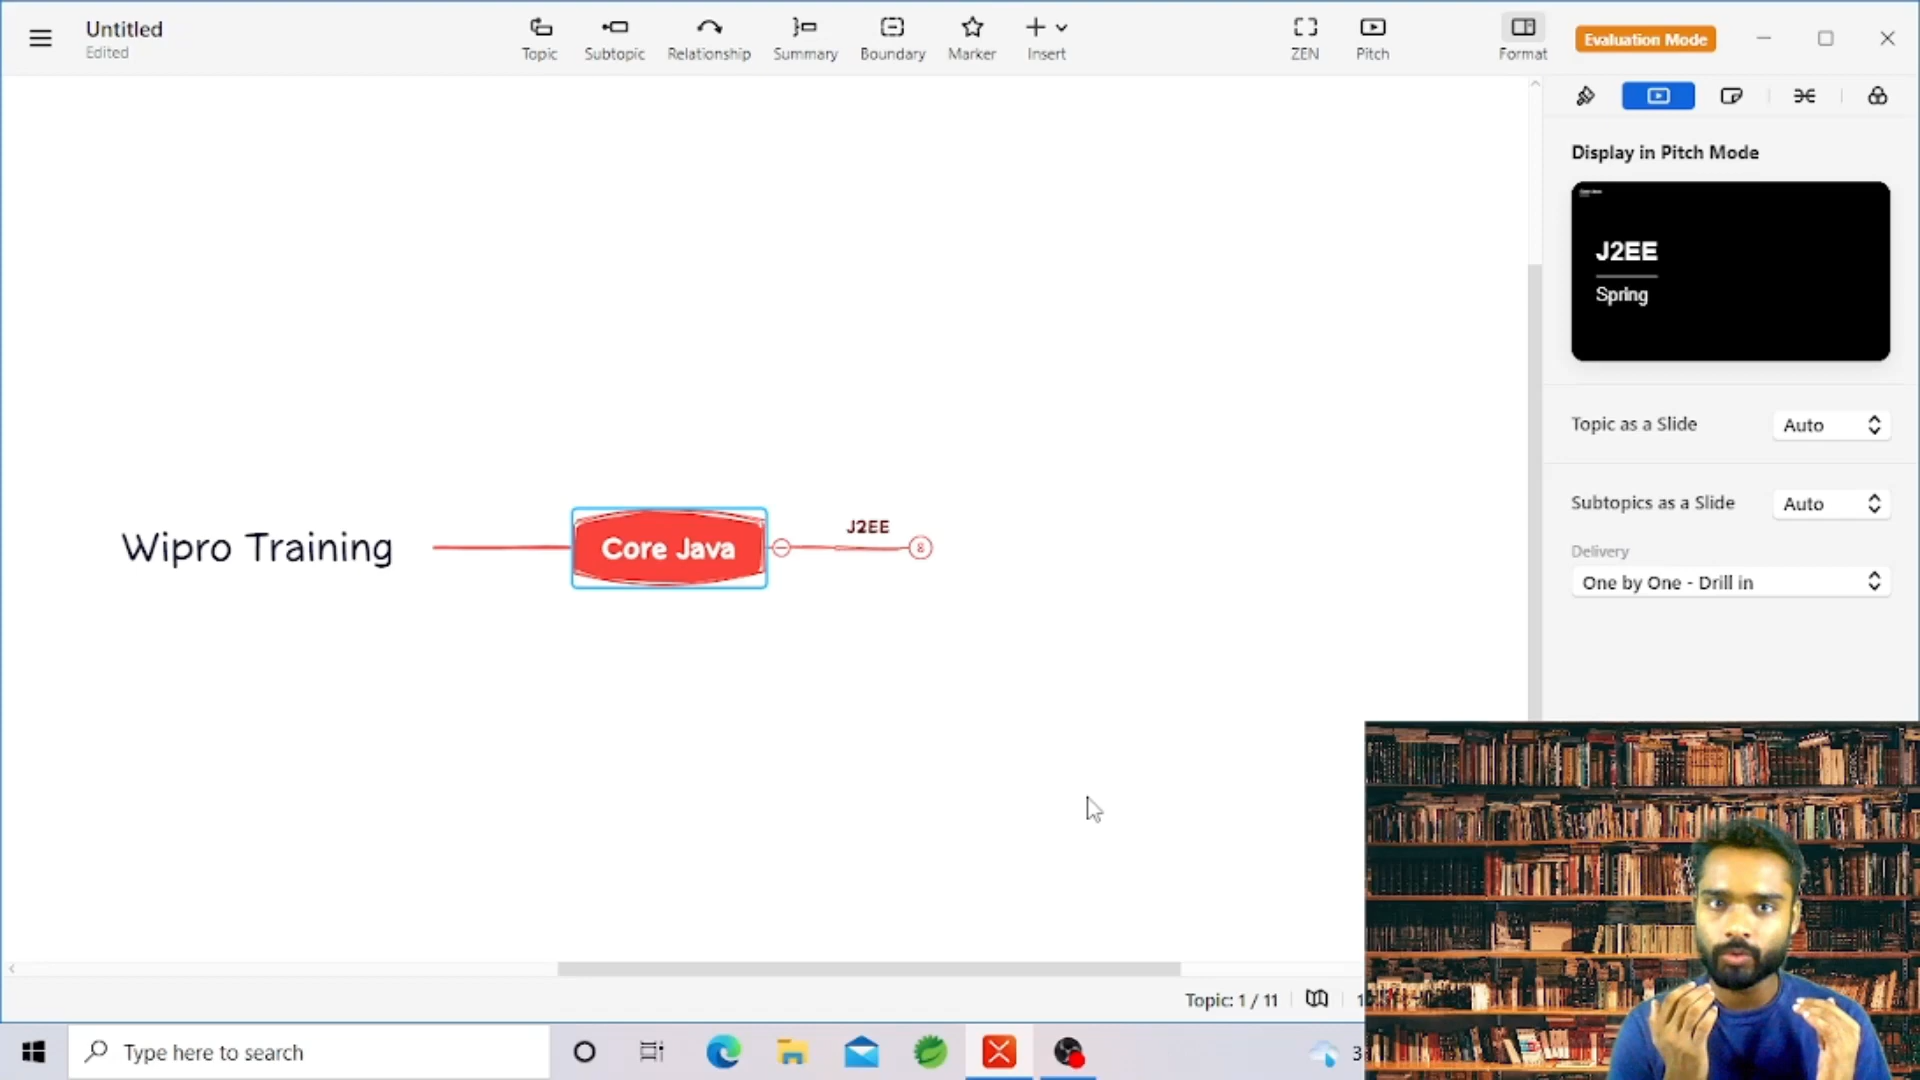 Untitled
Edited
Topic
Subtopic
Relationship
Summary
Boundary
Marker
Insert
ZEN
Pitch
Format
Evaluation Mode
Display in Pitch Mode
J2EE
Spring
Topic as a Slide
Auto
Subtopics as a Slide
Auto
Delivery
One by One - Drill in
Wipro Training
Core Java
J2EE
8
Topic: 1 / 11
Type here to search
3